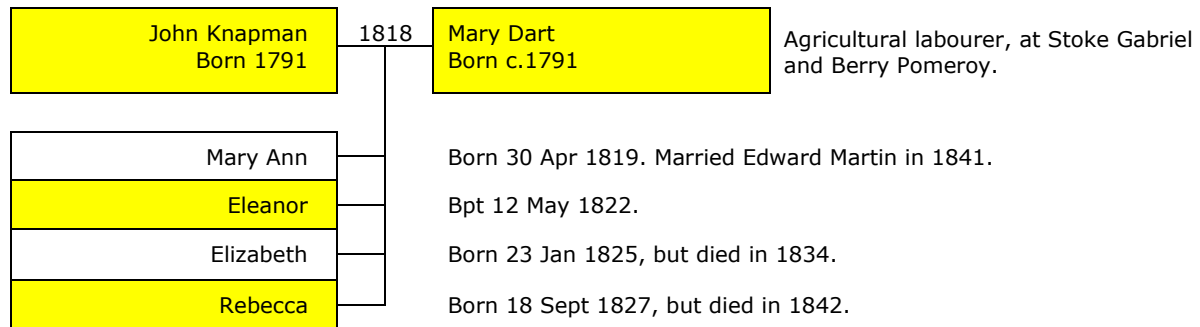 John Knapman
Born 1791
1818
Mary Dart
Born c.1791
Agricultural labourer, at Stoke Gabriel
and Berry Pomeroy.
Mary Ann
Born 30 Apr 1819. Married Edward Martin in 1841.
Eleanor
Bpt 12 May 1822.
Elizabeth
Born 23 Jan 1825, but died in 1834.
Rebecca
Born 18 Sept 1827, but died in 1842.